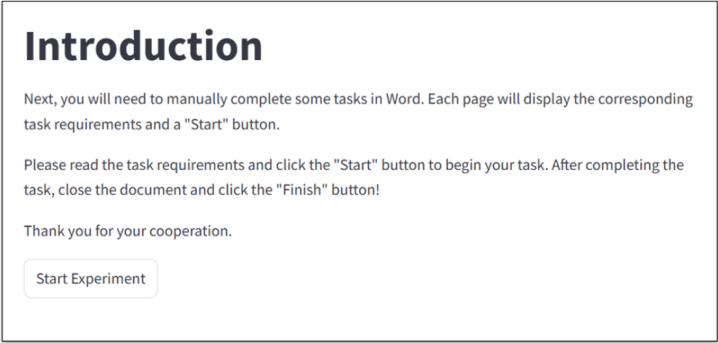 Introduction
Next, you will need to manually complete some tasks in Word. Each page will display the corresponding
task requirements and a "Start" button.
Please read the task requirements and click the "Start" button to begin your task. After completing the
task, close the document and click the "Finish" button!
Thank you for your cooperation.
Start Experiment